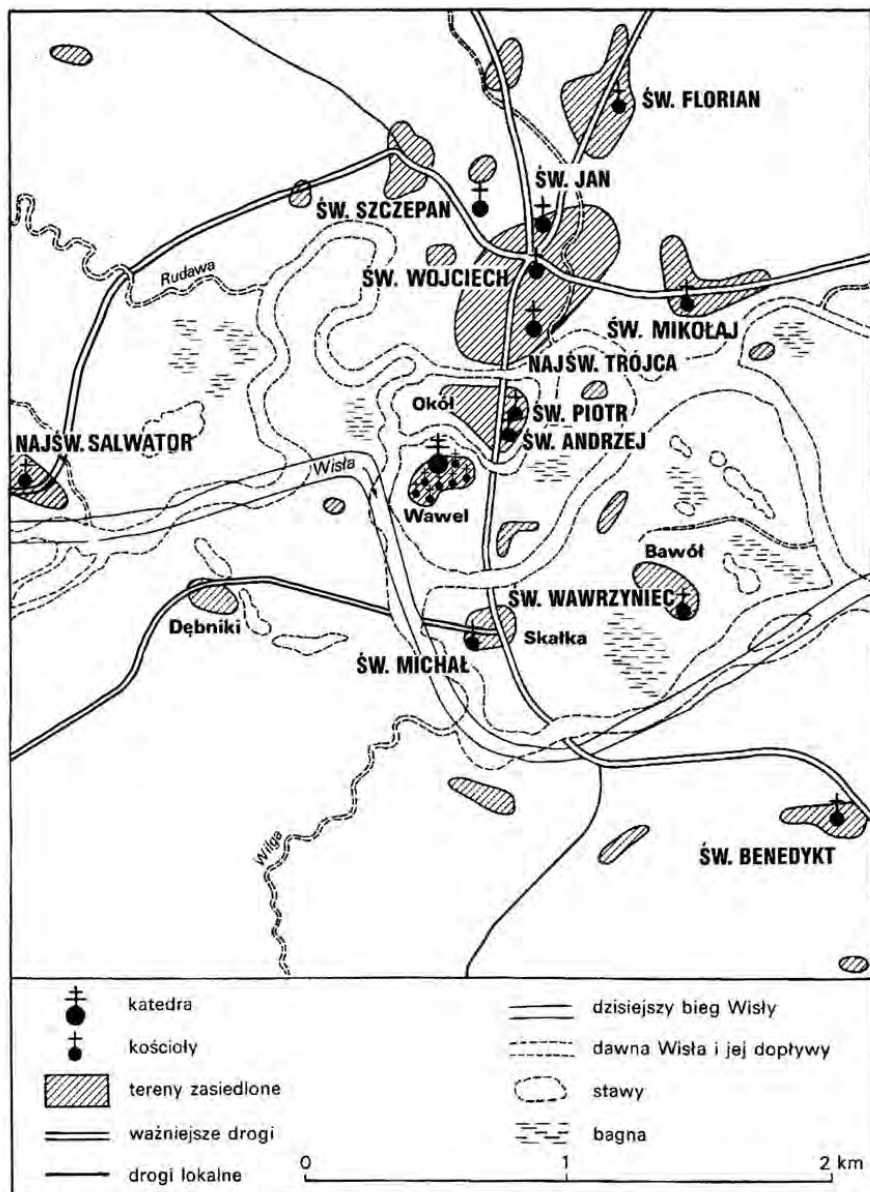 ŚW. FLORIAN
ŚW. JAN
ŚW. SZCZEPAN
ŚW. WOJCIECH
Rudawa
ŚW. MIKOŁAJ
NAJŚW. TRÓJCA
Okół
ŚW. PIOTR
ŚW. ANDRZEJ
NAJŚW. SALWATOR
Wisła
Wawel
Bawół
ŚW. WAWRZYNIEC
Dębniki
Skałka
ŚW. MICHAŁ
Wilga
ŚW. BENEDYKT
katedra
kościoły
tereny zasiedlone
ważniejsze drogi
drogi lokalne
dzisiejszy bieg Wisły
dawna Wisła i jej dopływy
stawy
bagna
0 1 2 km